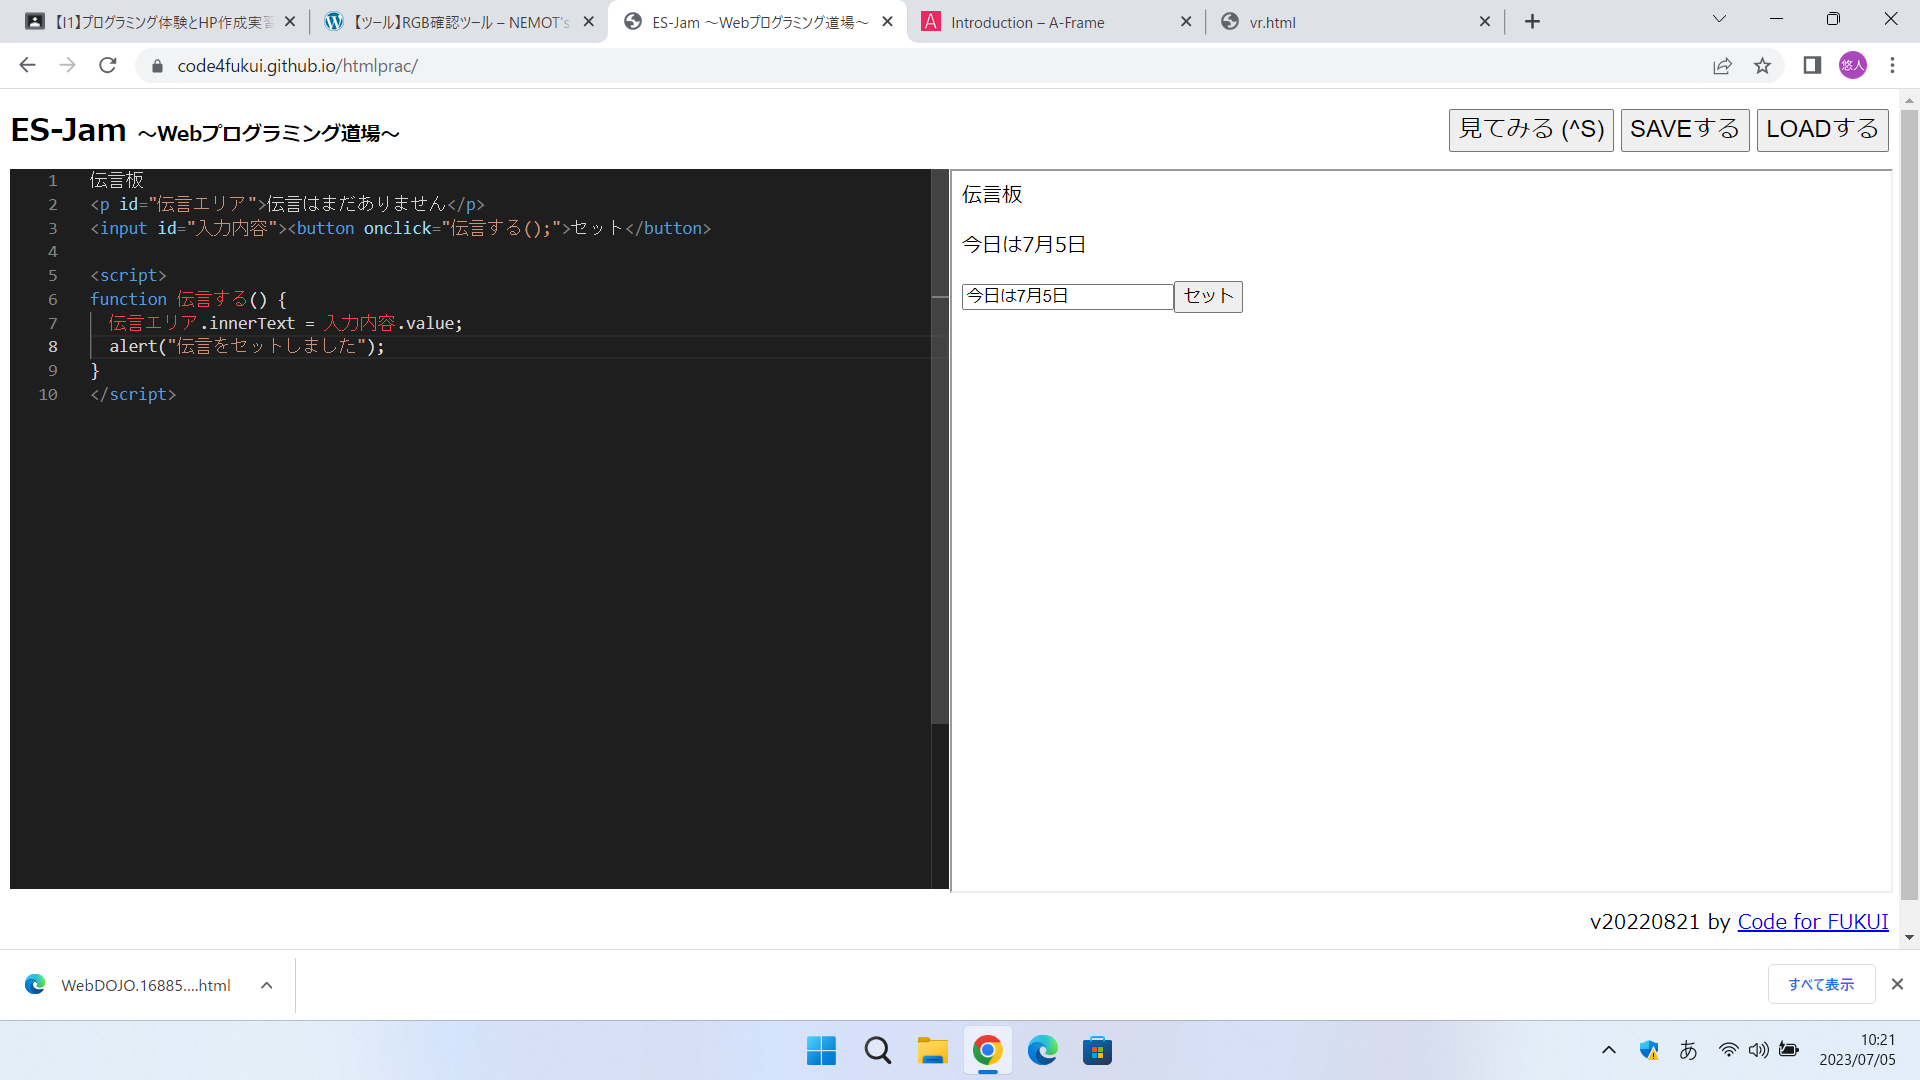 【I1】プログラミング体験とHP作成実習
【ツール】RGB確認ツール – NEMOT's
ES-Jam ～Webプログラミング道場～
Introduction – A-Frame
vr.html
code4fukui.github.io/htmlprac/
悠人
ES-Jam ～Webプログラミング道場～
見てみる (^S)
SAVEする
LOADする
1 伝言板
2 <p id="伝言エリア">伝言はまだありません</p>
3 <input id="入力内容"><button onclick="伝言する();">セット</button>
4
5 <script>
6 function 伝言する() {
7 伝言エリア.innerText = 入力内容.value;
8 alert("伝言をセットしました");
9 }
10 </script>
伝言板
今日は7月5日
今日は7月5日 セット
v20220821 by Code for FUKUI
WebDOJO.16885....html
すべて表示
あ
10:21
2023/07/05